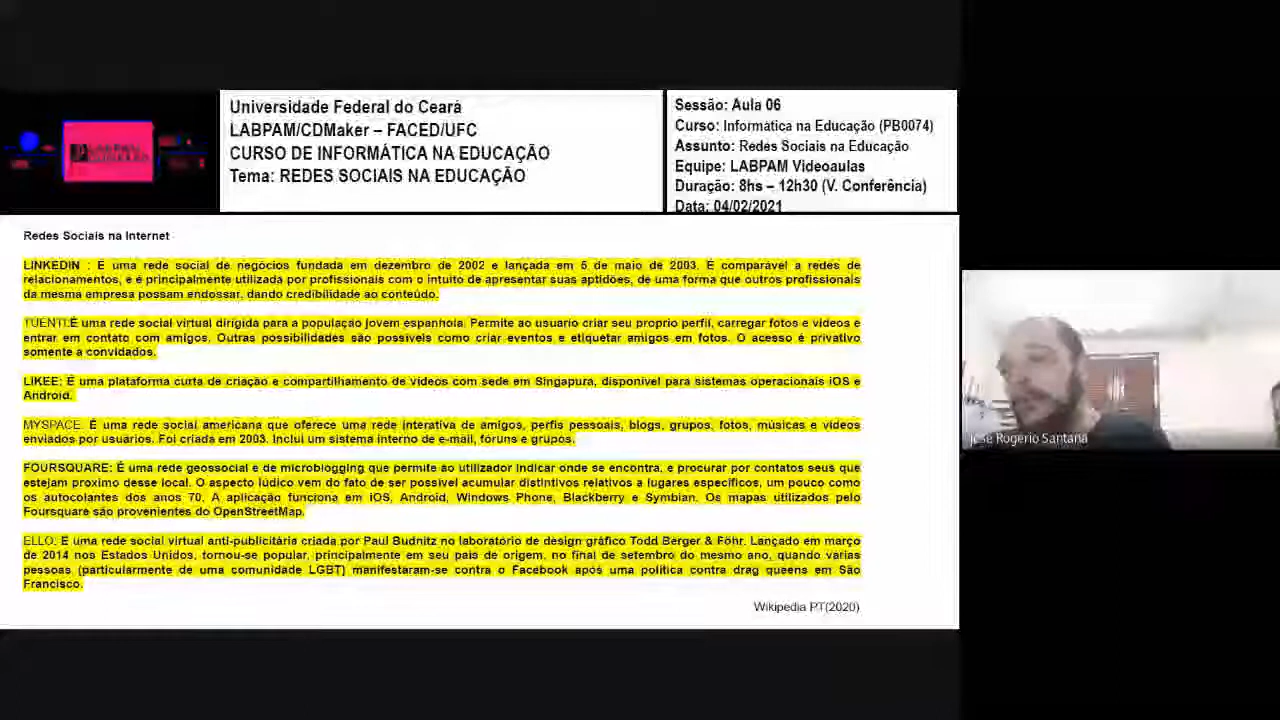 Universidade Federal do Ceará
LABPAM/CDMaker – FACED/UFC
CURSO DE INFORMÁTICA NA EDUCAÇÃO
Tema: REDES SOCIAIS NA EDUCAÇÃO
Sessão: Aula 06
Curso: Informática na Educação (PB0074)
Assunto: Redes Sociais na Educação
Equipe: LABPAM Videoaulas
Duração: 8hs – 12h30 (V. Conferência)
Data: 04/02/2021
Redes Sociais na Internet
LINKEDIN : É uma rede social de negócios fundada em dezembro de 2002 e lançada em 5 de maio de 2003. É comparável a redes de
relacionamentos, e é principalmente utilizada por profissionais com o intuito de apresentar suas aptidões, de uma forma que outros profissionais
da mesma empresa possam endossar, dando credibilidade ao conteúdo.
TUENTI:É uma rede social virtual dirigida para a população jovem espanhola. Permite ao usuário criar seu próprio perfil, carregar fotos e vídeos e
entrar em contato com amigos. Outras possibilidades são possíveis como criar eventos e etiquetar amigos em fotos. O acesso é privativo
somente a convidados.
LIKEE: É uma plataforma curta de criação e compartilhamento de vídeos com sede em Singapura, disponível para sistemas operacionais iOS e
Android.
MYSPACE: É uma rede social americana que oferece uma rede interativa de amigos, perfis pessoais, blogs, grupos, fotos, músicas e vídeos
enviados por usuários. Foi criada em 2003. Inclui um sistema interno de e-mail, fóruns e grupos.
FOURSQUARE: É uma rede geossocial e de microblogging que permite ao utilizador indicar onde se encontra, e procurar por contatos seus que
estejam próximo desse local. O aspecto lúdico vem do fato de ser possível acumular distintivos relativos a lugares específicos, um pouco como
os autocolantes dos anos 70. A aplicação funciona em iOS, Android, Windows Phone, Blackberry e Symbian. Os mapas utilizados pelo
Foursquare são provenientes do OpenStreetMap.
ELLO: É uma rede social virtual anti-publicitária criada por Paul Budnitz no laboratório de design gráfico Todd Berger & Föhr. Lançado em março
de 2014 nos Estados Unidos, tornou-se popular, principalmente em seu país de origem, no final de setembro do mesmo ano, quando várias
pessoas (particularmente de uma comunidade LGBT) manifestaram-se contra o Facebook após uma política contra drag queens em São
Francisco.
Wikipedia PT(2020)
José Rogério Santana